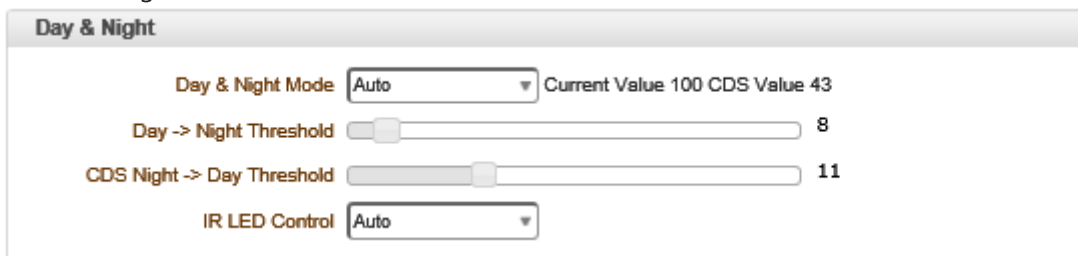 Day & Night
Day & Night Mode Auto Current Value 100 CDS Value 43
Day -> Night Threshold 8
CDS Night -> Day Threshold 11
IR LED Control Auto